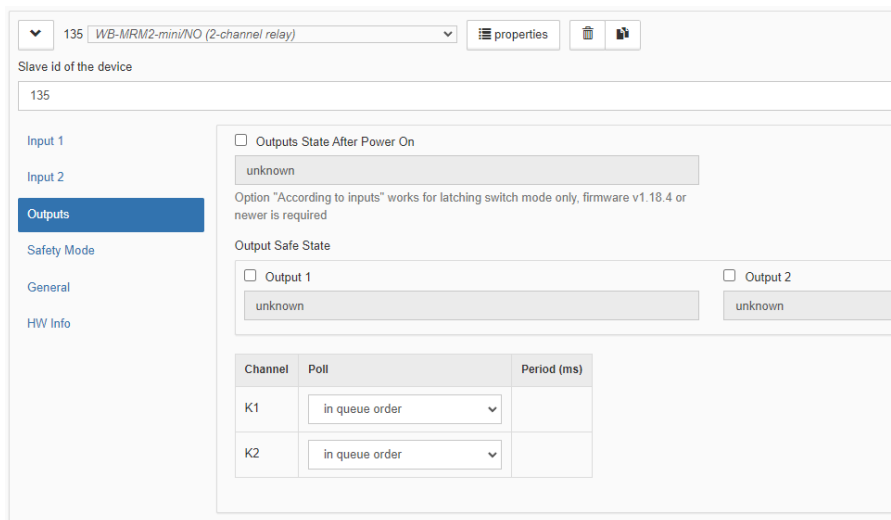 135 WB-MRM2-mini/NO (2-channel relay) properties
Slave id of the device
135
Input 1
Input 2
Outputs
Safety Mode
General
HW Info
Outputs State After Power On
unknown
Option "According to inputs" works for latching switch mode only, firmware v1.18.4 or
newer is required
Output Safe State
Output 1 Output 2
unknown unknown
Channel Poll Period (ms)
K1 in queue order
K2 in queue order